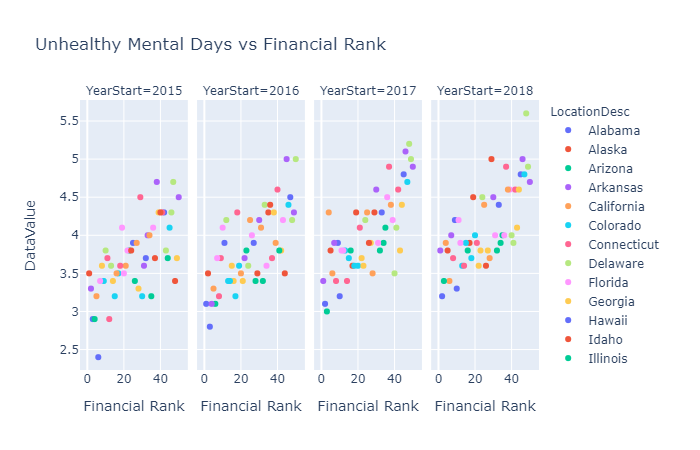 Unhealthy Mental Days vs Financial Rank
YearStart=2015 YearStart=2016 YearStart=2017 YearStart=2018
LocationDesc
Alabama
Alaska
Arizona
Arkansas
California
Colorado
Connecticut
Delaware
Florida
Georgia
Hawaii
Idaho
Illinois
DataValue
5.5
5
4.5
4
3.5
3
2.5
0 20 40 0 20 40 0 20 40 0 20 40
Financial Rank Financial Rank Financial Rank Financial Rank